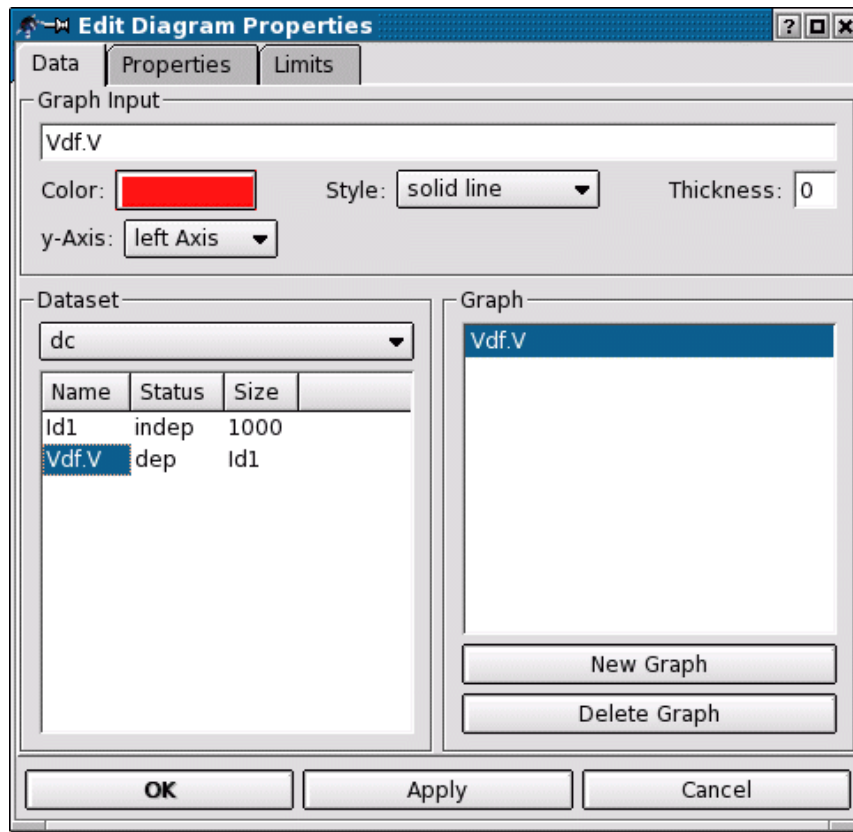 Edit Diagram Properties
Data Properties Limits
Graph Input
Vdf.V
Color: Style: solid line Thickness: 0
y-Axis: left Axis
Dataset
dc
Name Status Size
Id1 indep 1000
Vdf.V dep Id1
Graph
Vdf.V
New Graph
Delete Graph
OK Apply Cancel